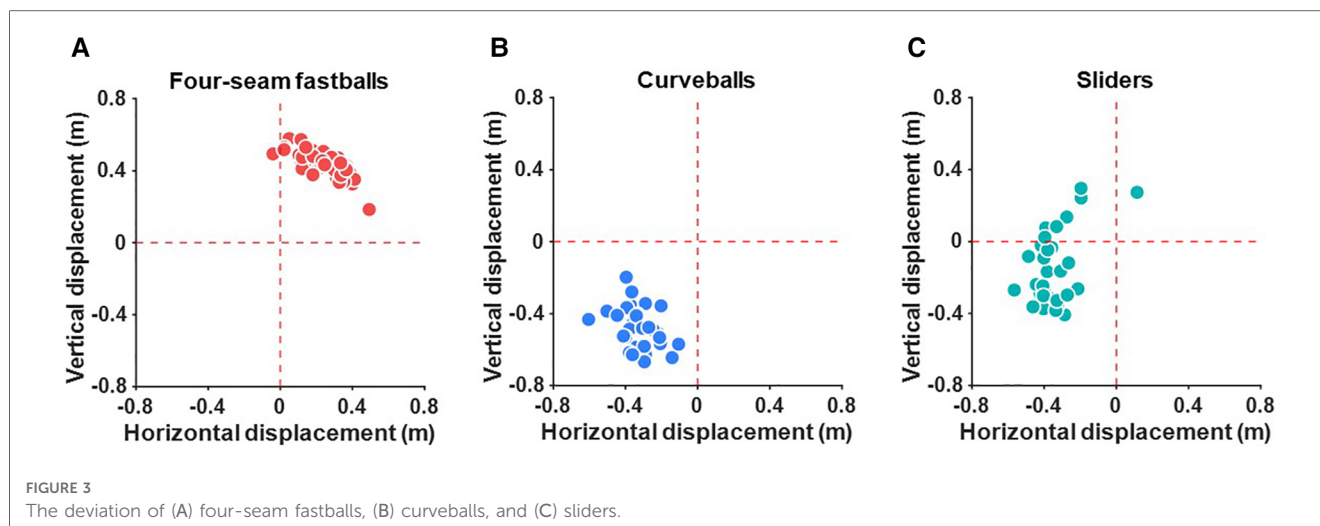 A
Four-seam fastballs
0.8
0.4
0
-0.4
-0.8
Vertical displacement (m)
-0.8 -0.4 0 0.4 0.8
Horizontal displacement (m)
B
Curveballs
0.8
0.4
0
-0.4
-0.8
Vertical displacement (m)
-0.8 -0.4 0 0.4 0.8
Horizontal displacement (m)
C
Sliders
0.8
0.4
0
-0.4
-0.8
Vertical displacement (m)
-0.8 -0.4 0 0.4 0.8
Horizontal displacement (m)
FIGURE 3
The deviation of (A) four-seam fastballs, (B) curveballs, and (C) sliders.